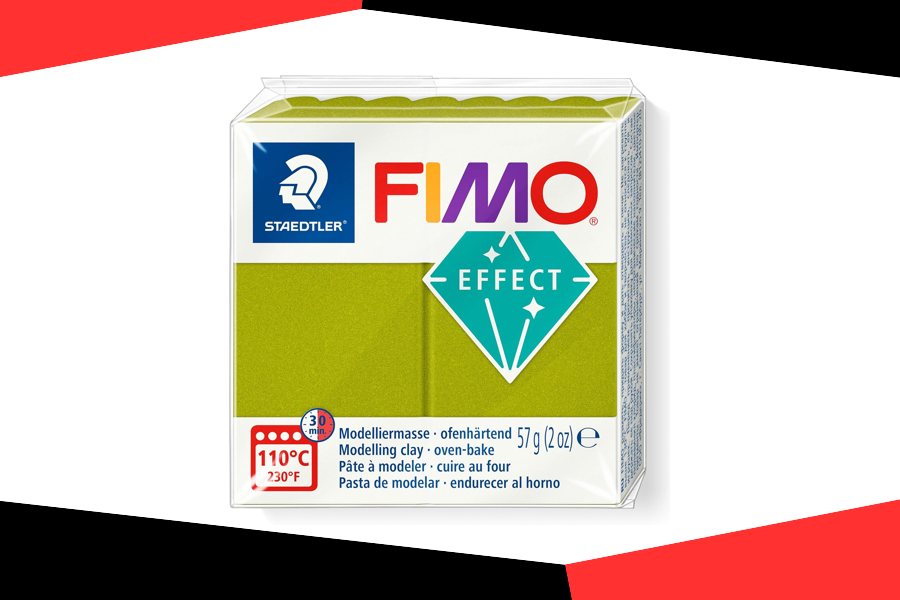 STAEDTLER®
FIMO®
EFFECT
30
min.
110°C
230°F
Modelliermasse · ofenhärtend 57 g (2 oz) ℮
Modelling clay · oven-bake
Pâte à modeler · cuire au four
Pasta de modelar · endurecer al horno